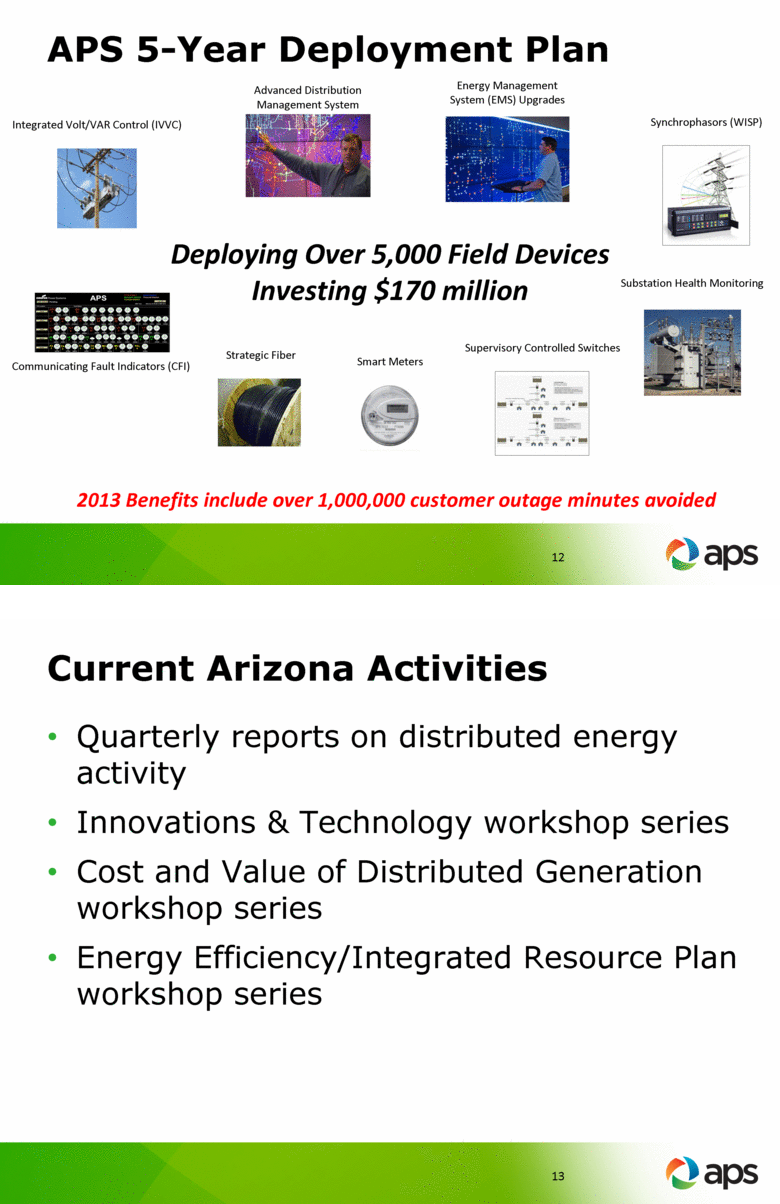 APS 5-Year Deployment Plan
Advanced Distribution
Management System
Energy Management
System (EMS) Upgrades
Integrated Volt/VAR Control (IVVC)
Synchrophasors (WISP)
Deploying Over 5,000 Field Devices
Investing $170 million
Substation Health Monitoring
APS
Communicating Fault Indicators (CFI)
Strategic Fiber
Smart Meters
Supervisory Controlled Switches
2013 Benefits include over 1,000,000 customer outage minutes avoided
12
aps
Current Arizona Activities
• Quarterly reports on distributed energy
activity
• Innovations & Technology workshop series
• Cost and Value of Distributed Generation
workshop series
• Energy Efficiency/Integrated Resource Plan
workshop series
13
aps